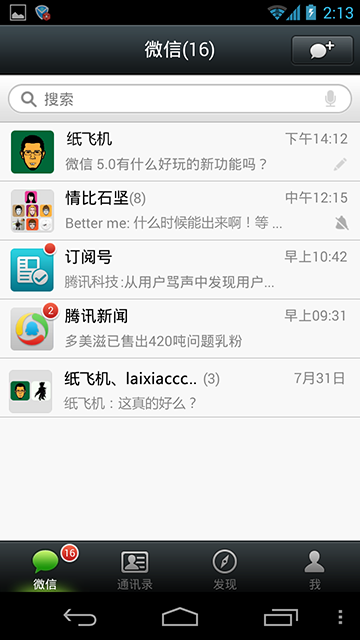 2:13
微信(16)
搜索
纸飞机
下午14:12
微信 5.0有什么好玩的新功能吗？
情比石坚(8)
中午12:15
Better me: 什么时候能出来啊！等 ...
订阅号
早上10:42
腾讯科技:从用户骂声中发现用户...
2
腾讯新闻
早上09:31
多美滋已售出420吨问题乳粉
纸飞机、laixiaccc.. (3)
7月31日
纸飞机：这真的好么？
16
微信
通讯录
发现
我